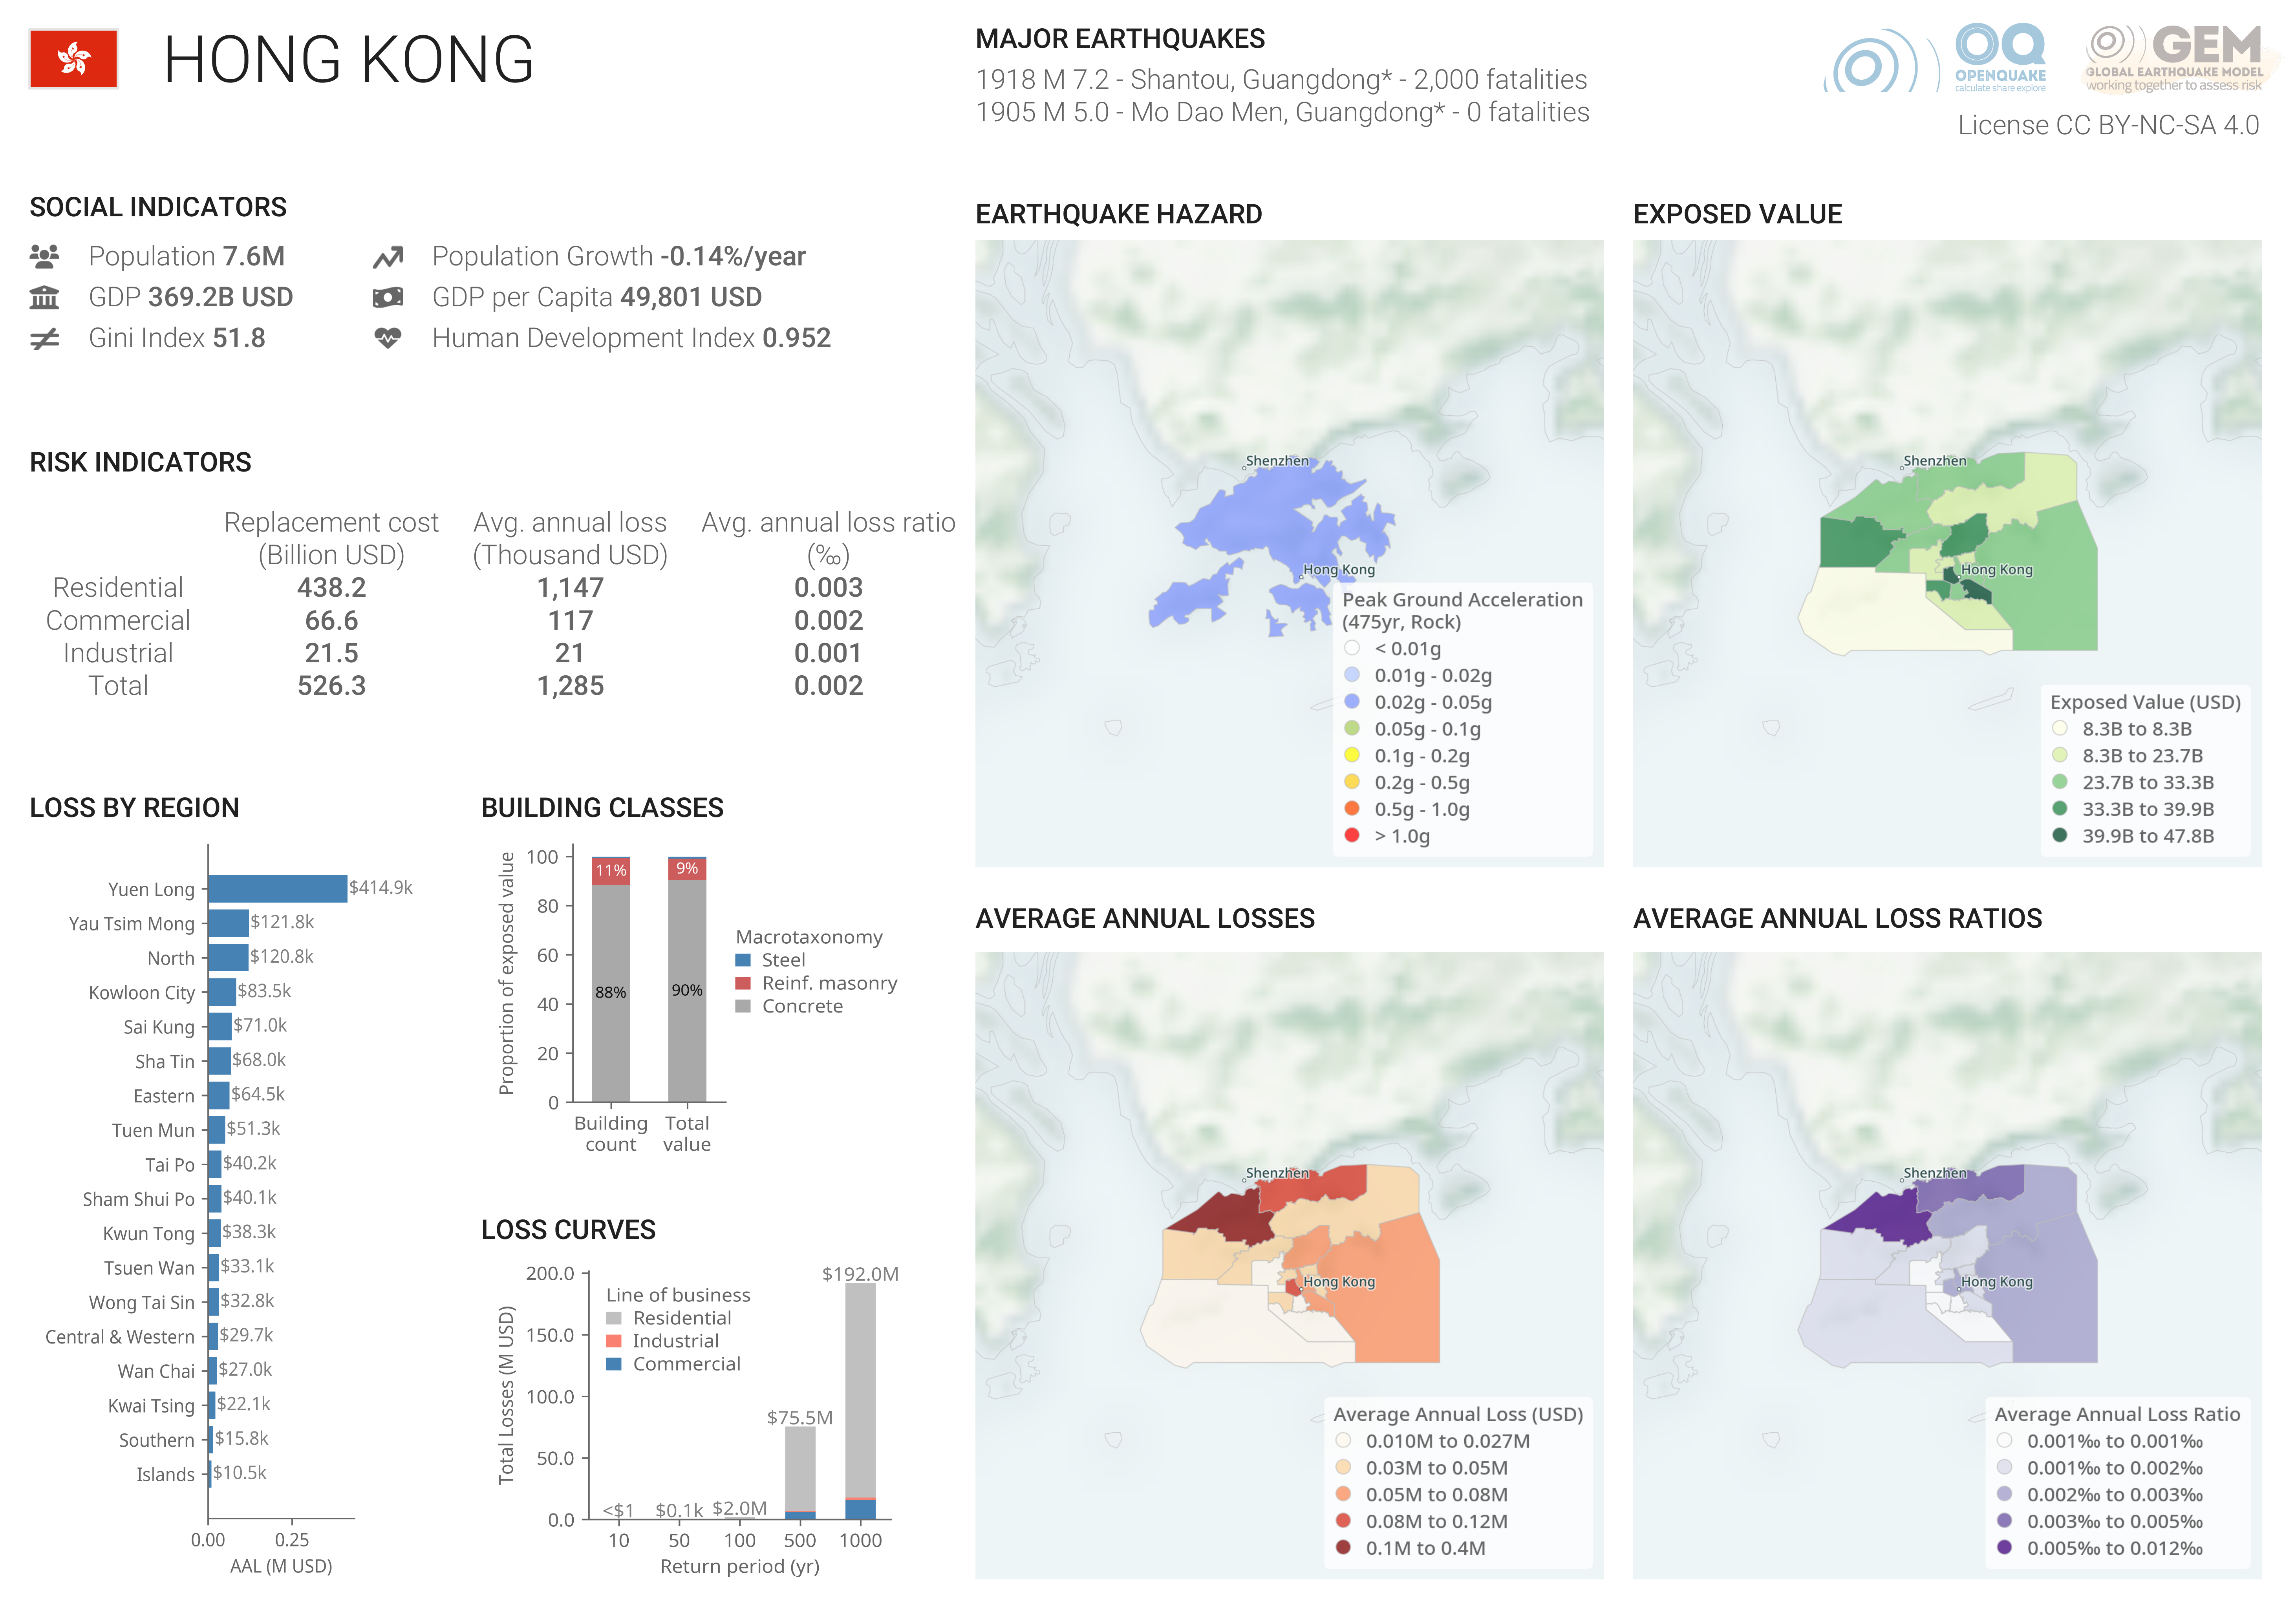 HONG KONG
MAJOR EARTHQUAKES
1918 M 7.2 - Shantou, Guangdong* - 2,000 fatalities
1905 M 5.0 - Mo Dao Men, Guangdong* - 0 fatalities
OQ
OPENQUAKE
calculate share explore
GEM
GLOBAL EARTHQUAKE MODEL
working together to assess risk
License CC BY-NC-SA 4.0
SOCIAL INDICATORS
Population 7.6M
Population Growth -0.14%/year
GDP 369.2B USD
GDP per Capita 49,801 USD
Gini Index 51.8
Human Development Index 0.952
RISK INDICATORS
Replacement cost Avg. annual loss Avg. annual loss ratio
(Billion USD) (Thousand USD) (‰)
Residential 438.2 1,147 0.003
Commercial 66.6 117 0.002
Industrial 21.5 21 0.001
Total 526.3 1,285 0.002
LOSS BY REGION
Yuen Long $414.9k
Yau Tsim Mong $121.8k
North $120.8k
Kowloon City $83.5k
Sai Kung $71.0k
Sha Tin $68.0k
Eastern $64.5k
Tuen Mun $51.3k
Tai Po $40.2k
Sham Shui Po $40.1k
Kwun Tong $38.3k
Tsuen Wan $33.1k
Wong Tai Sin $32.8k
Central & Western $29.7k
Wan Chai $27.0k
Kwai Tsing $22.1k
Southern $15.8k
Islands $10.5k
0.00 0.25
AAL (M USD)
BUILDING CLASSES
Proportion of exposed value
100
80
60
40
20
0
11%
9%
88%
90%
Building count
Total value
Macrotaxonomy
Steel
Reinf. masonry
Concrete
LOSS CURVES
Total Losses (M USD)
200.0
150.0
100.0
50.0
0.0
Line of business
Residential
Industrial
Commercial
<$1 $0.1k $2.0M $75.5M $192.0M
10 50 100 500 1000
Return period (yr)
EARTHQUAKE HAZARD
Shenzhen
Hong Kong
Peak Ground Acceleration
(475yr, Rock)
< 0.01g
0.01g - 0.02g
0.02g - 0.05g
0.05g - 0.1g
0.1g - 0.2g
0.2g - 0.5g
0.5g - 1.0g
> 1.0g
EXPOSED VALUE
Shenzhen
Hong Kong
Exposed Value (USD)
8.3B to 8.3B
8.3B to 23.7B
23.7B to 33.3B
33.3B to 39.9B
39.9B to 47.8B
AVERAGE ANNUAL LOSSES
Shenzhen
Hong Kong
Average Annual Loss (USD)
0.010M to 0.027M
0.03M to 0.05M
0.05M to 0.08M
0.08M to 0.12M
0.1M to 0.4M
AVERAGE ANNUAL LOSS RATIOS
Shenzhen
Hong Kong
Average Annual Loss Ratio
0.001‰ to 0.001‰
0.001‰ to 0.002‰
0.002‰ to 0.003‰
0.003‰ to 0.005‰
0.005‰ to 0.012‰